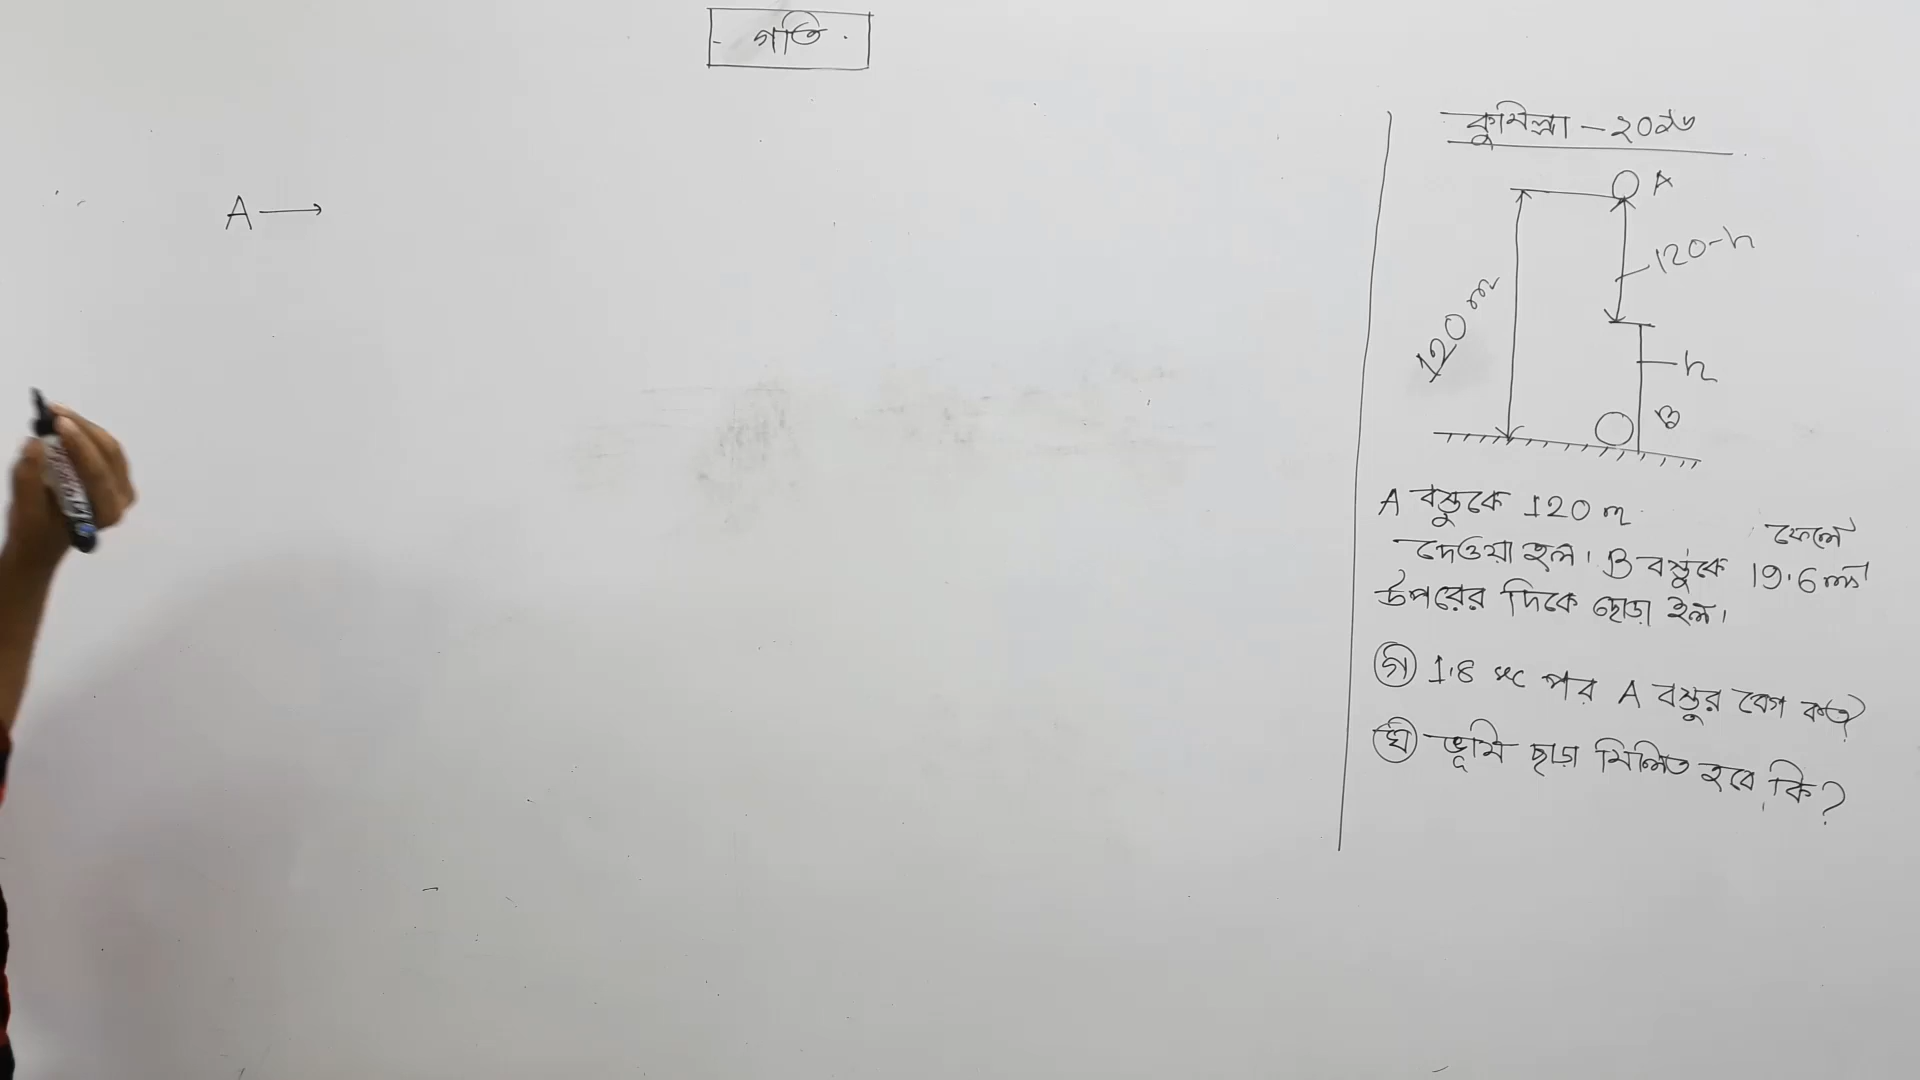 গতি
A →
কুমিল্লা – ২০১৬
A
120-h
120 m
h
B
A বস্তুকে 120 m
ফেলে
দেওয়া হল। B বস্তুকে 19.6 ms⁻¹
উপরের দিকে ছোড়া হল।
গ 1.8 sec পর A বস্তুর বেগ কত?
ঘ ভূমি ছাড়া মিলিত হবে কি?